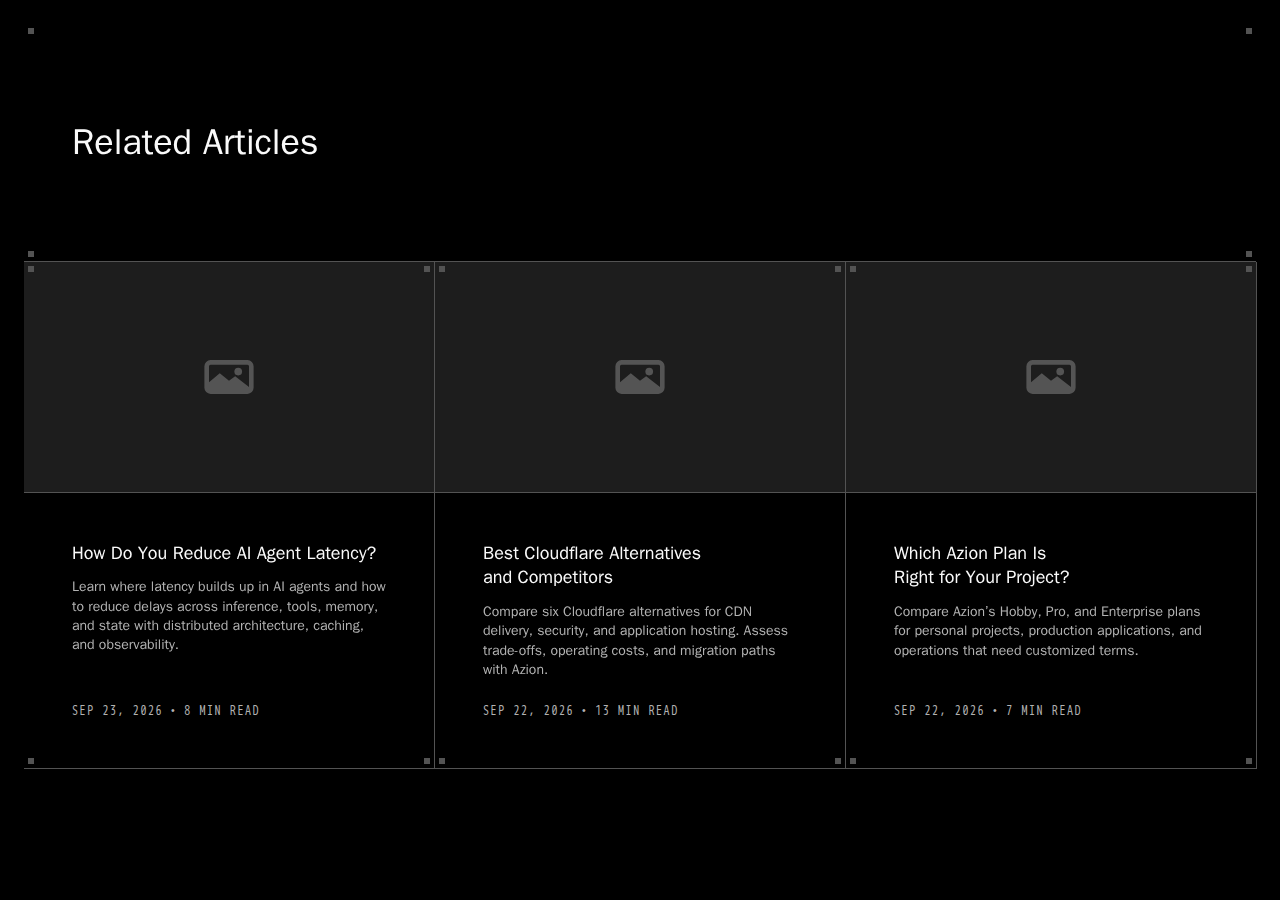 Related Articles
How Do You Reduce AI Agent Latency?
Learn where latency builds up in AI agents and how
to reduce delays across inference, tools, memory,
and state with distributed architecture, caching,
and observability.
SEP 23, 2026 • 8 MIN READ
Best Cloudflare Alternatives
and Competitors
Compare six Cloudflare alternatives for CDN
delivery, security, and application hosting. Assess
trade-offs, operating costs, and migration paths
with Azion.
SEP 22, 2026 • 13 MIN READ
Which Azion Plan Is
Right for Your Project?
Compare Azion’s Hobby, Pro, and Enterprise plans
for personal projects, production applications, and
operations that need customized terms.
SEP 22, 2026 • 7 MIN READ